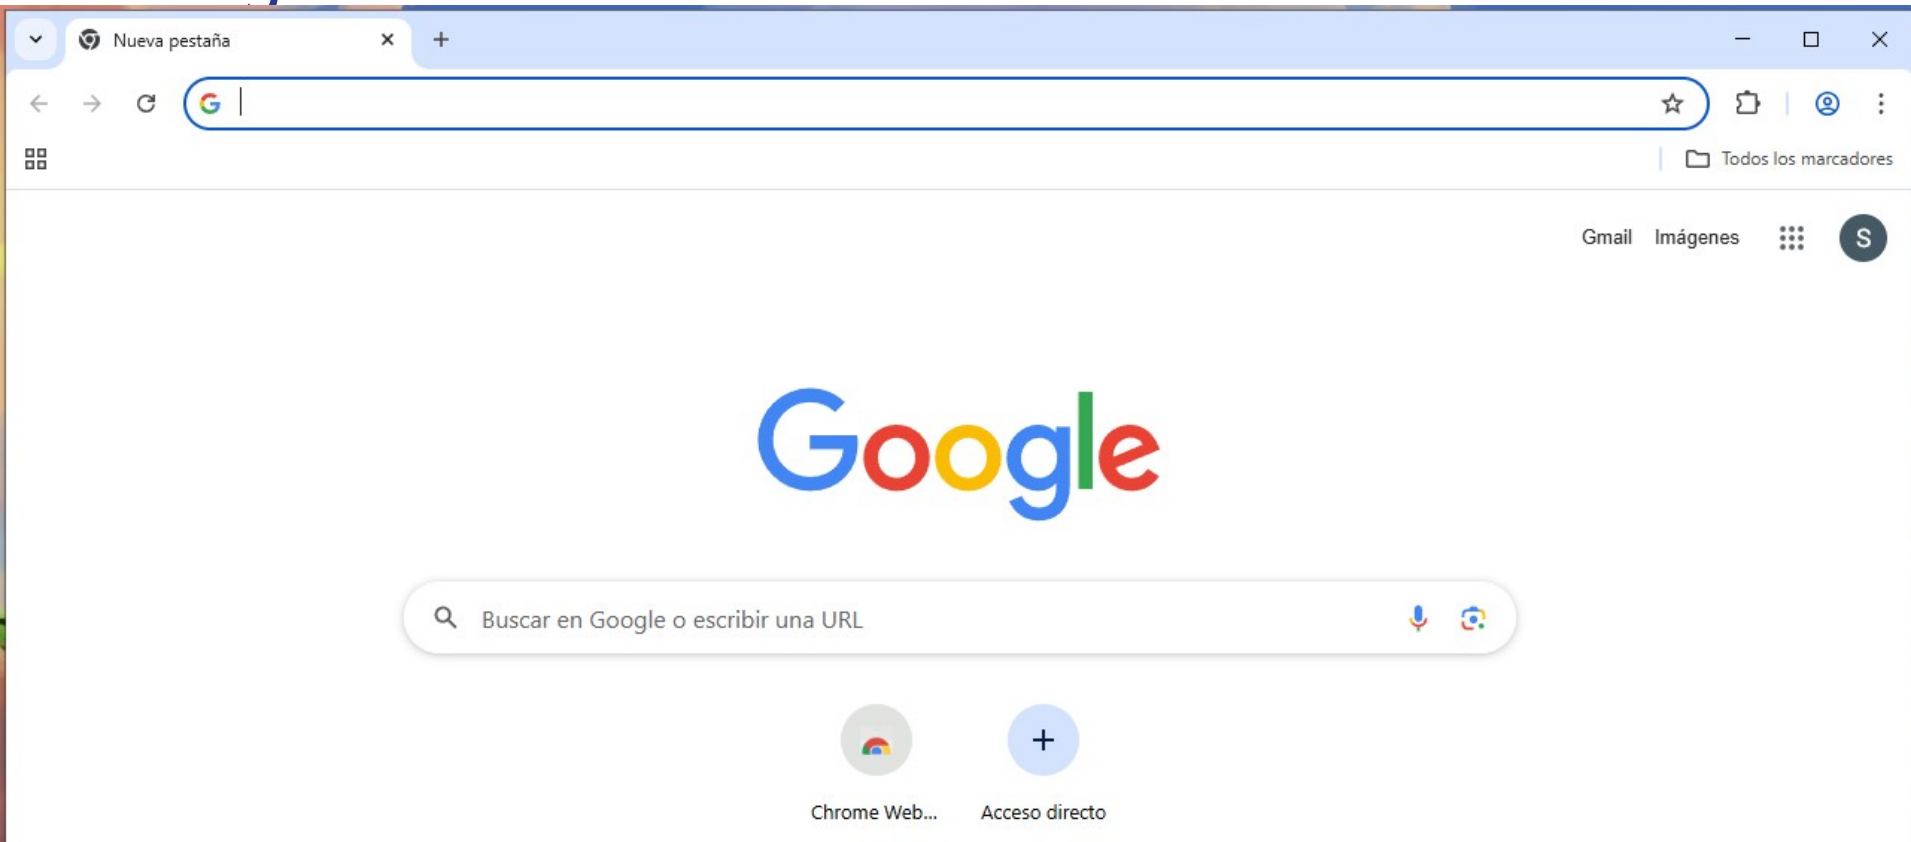 Nueva pestaña
Todos los marcadores
Gmail Imágenes
S
Google
Buscar en Google o escribir una URL
Chrome Web... Acceso directo